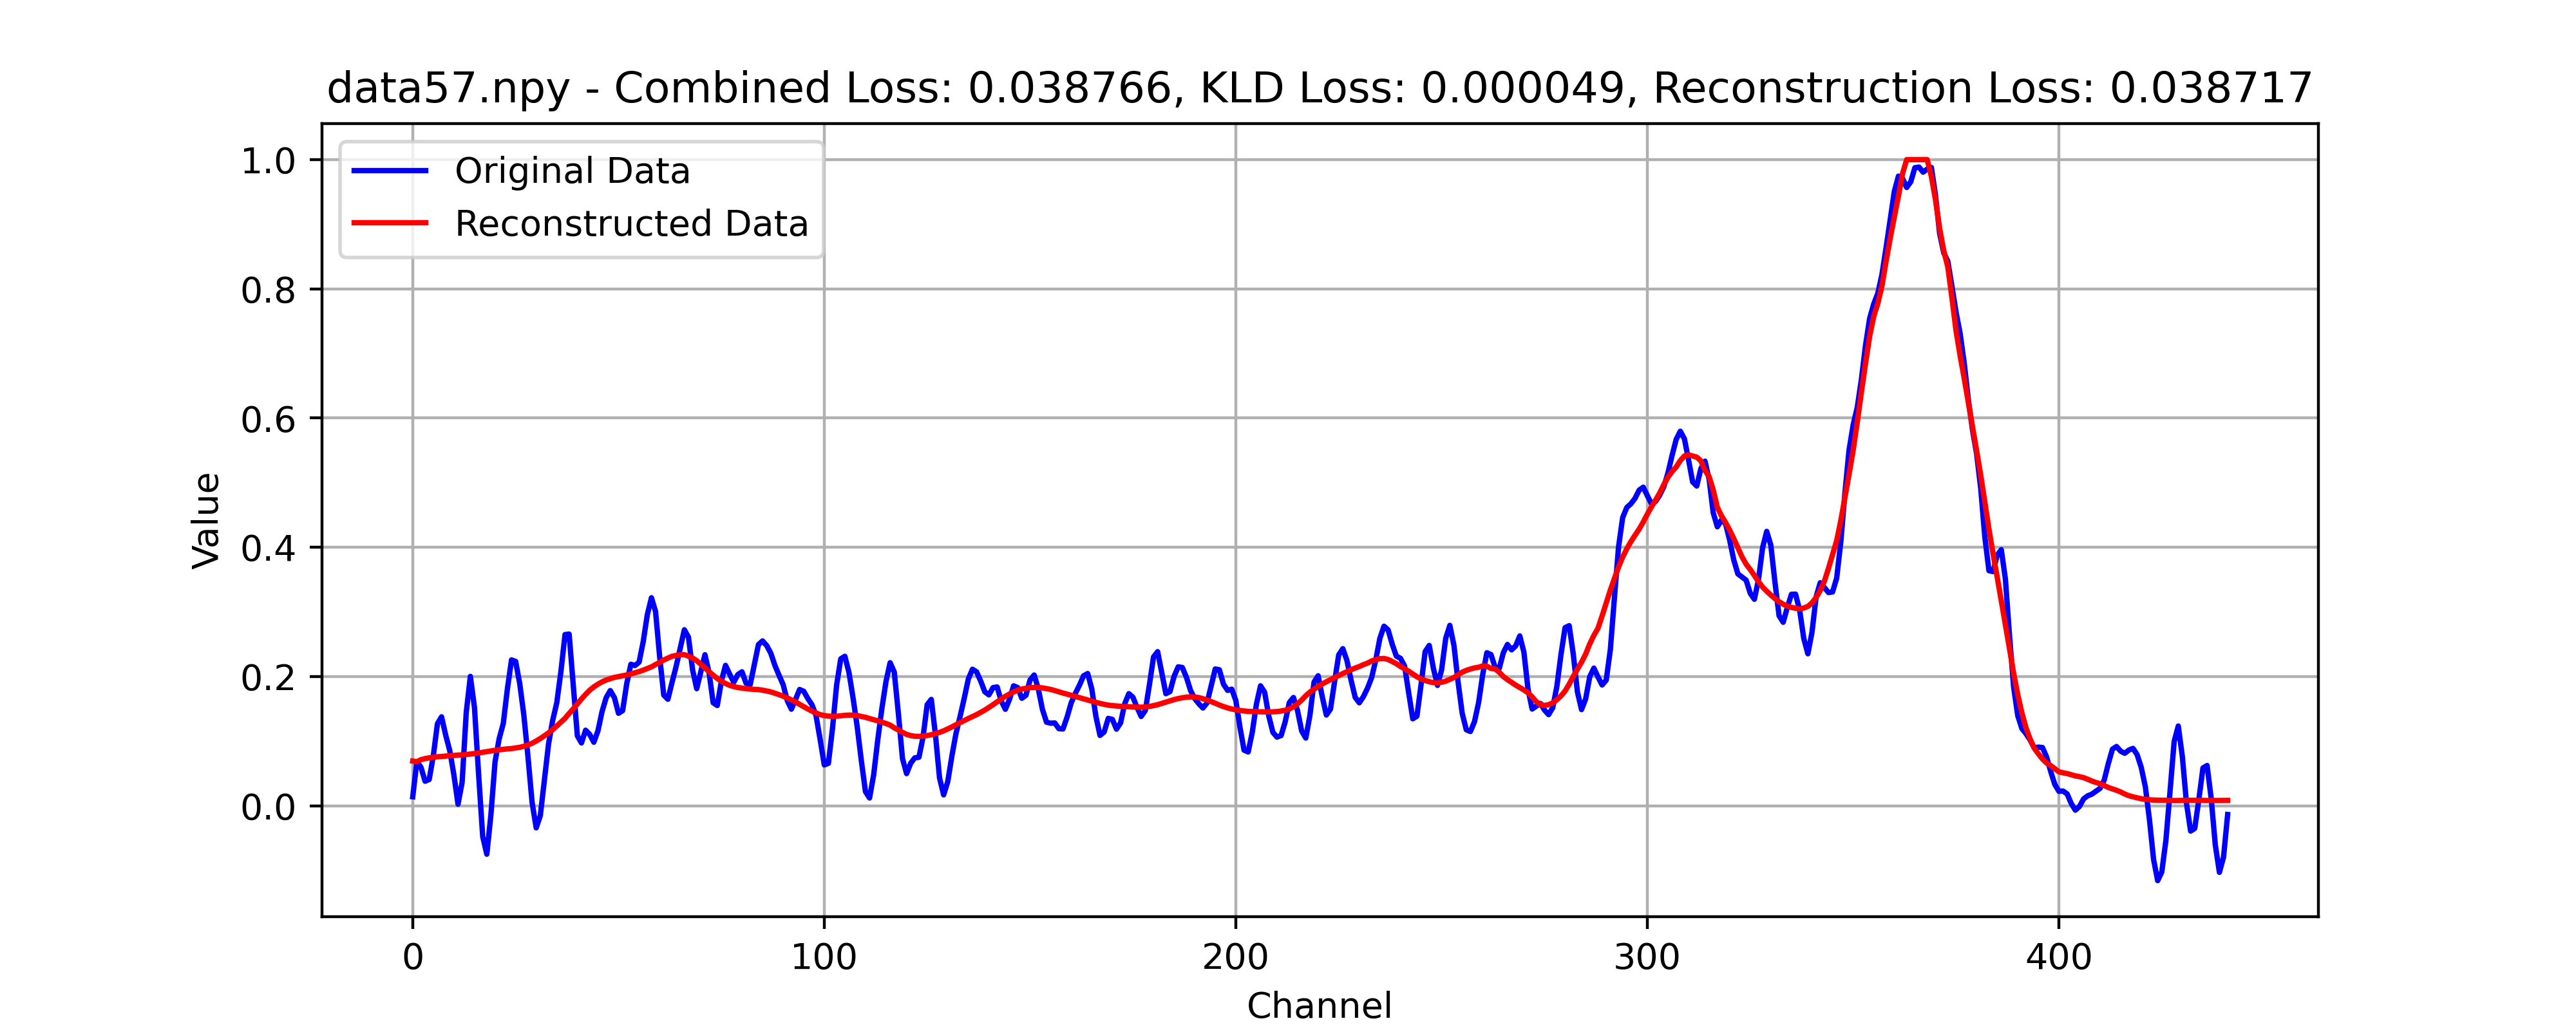 data57.npy - Combined Loss: 0.038766, KLD Loss: 0.000049, Reconstruction Loss: 0.038717
Original Data
Reconstructed Data
1.0
0.8
0.6
0.4
0.2
0.0
Value
0 100 200 300 400
Channel